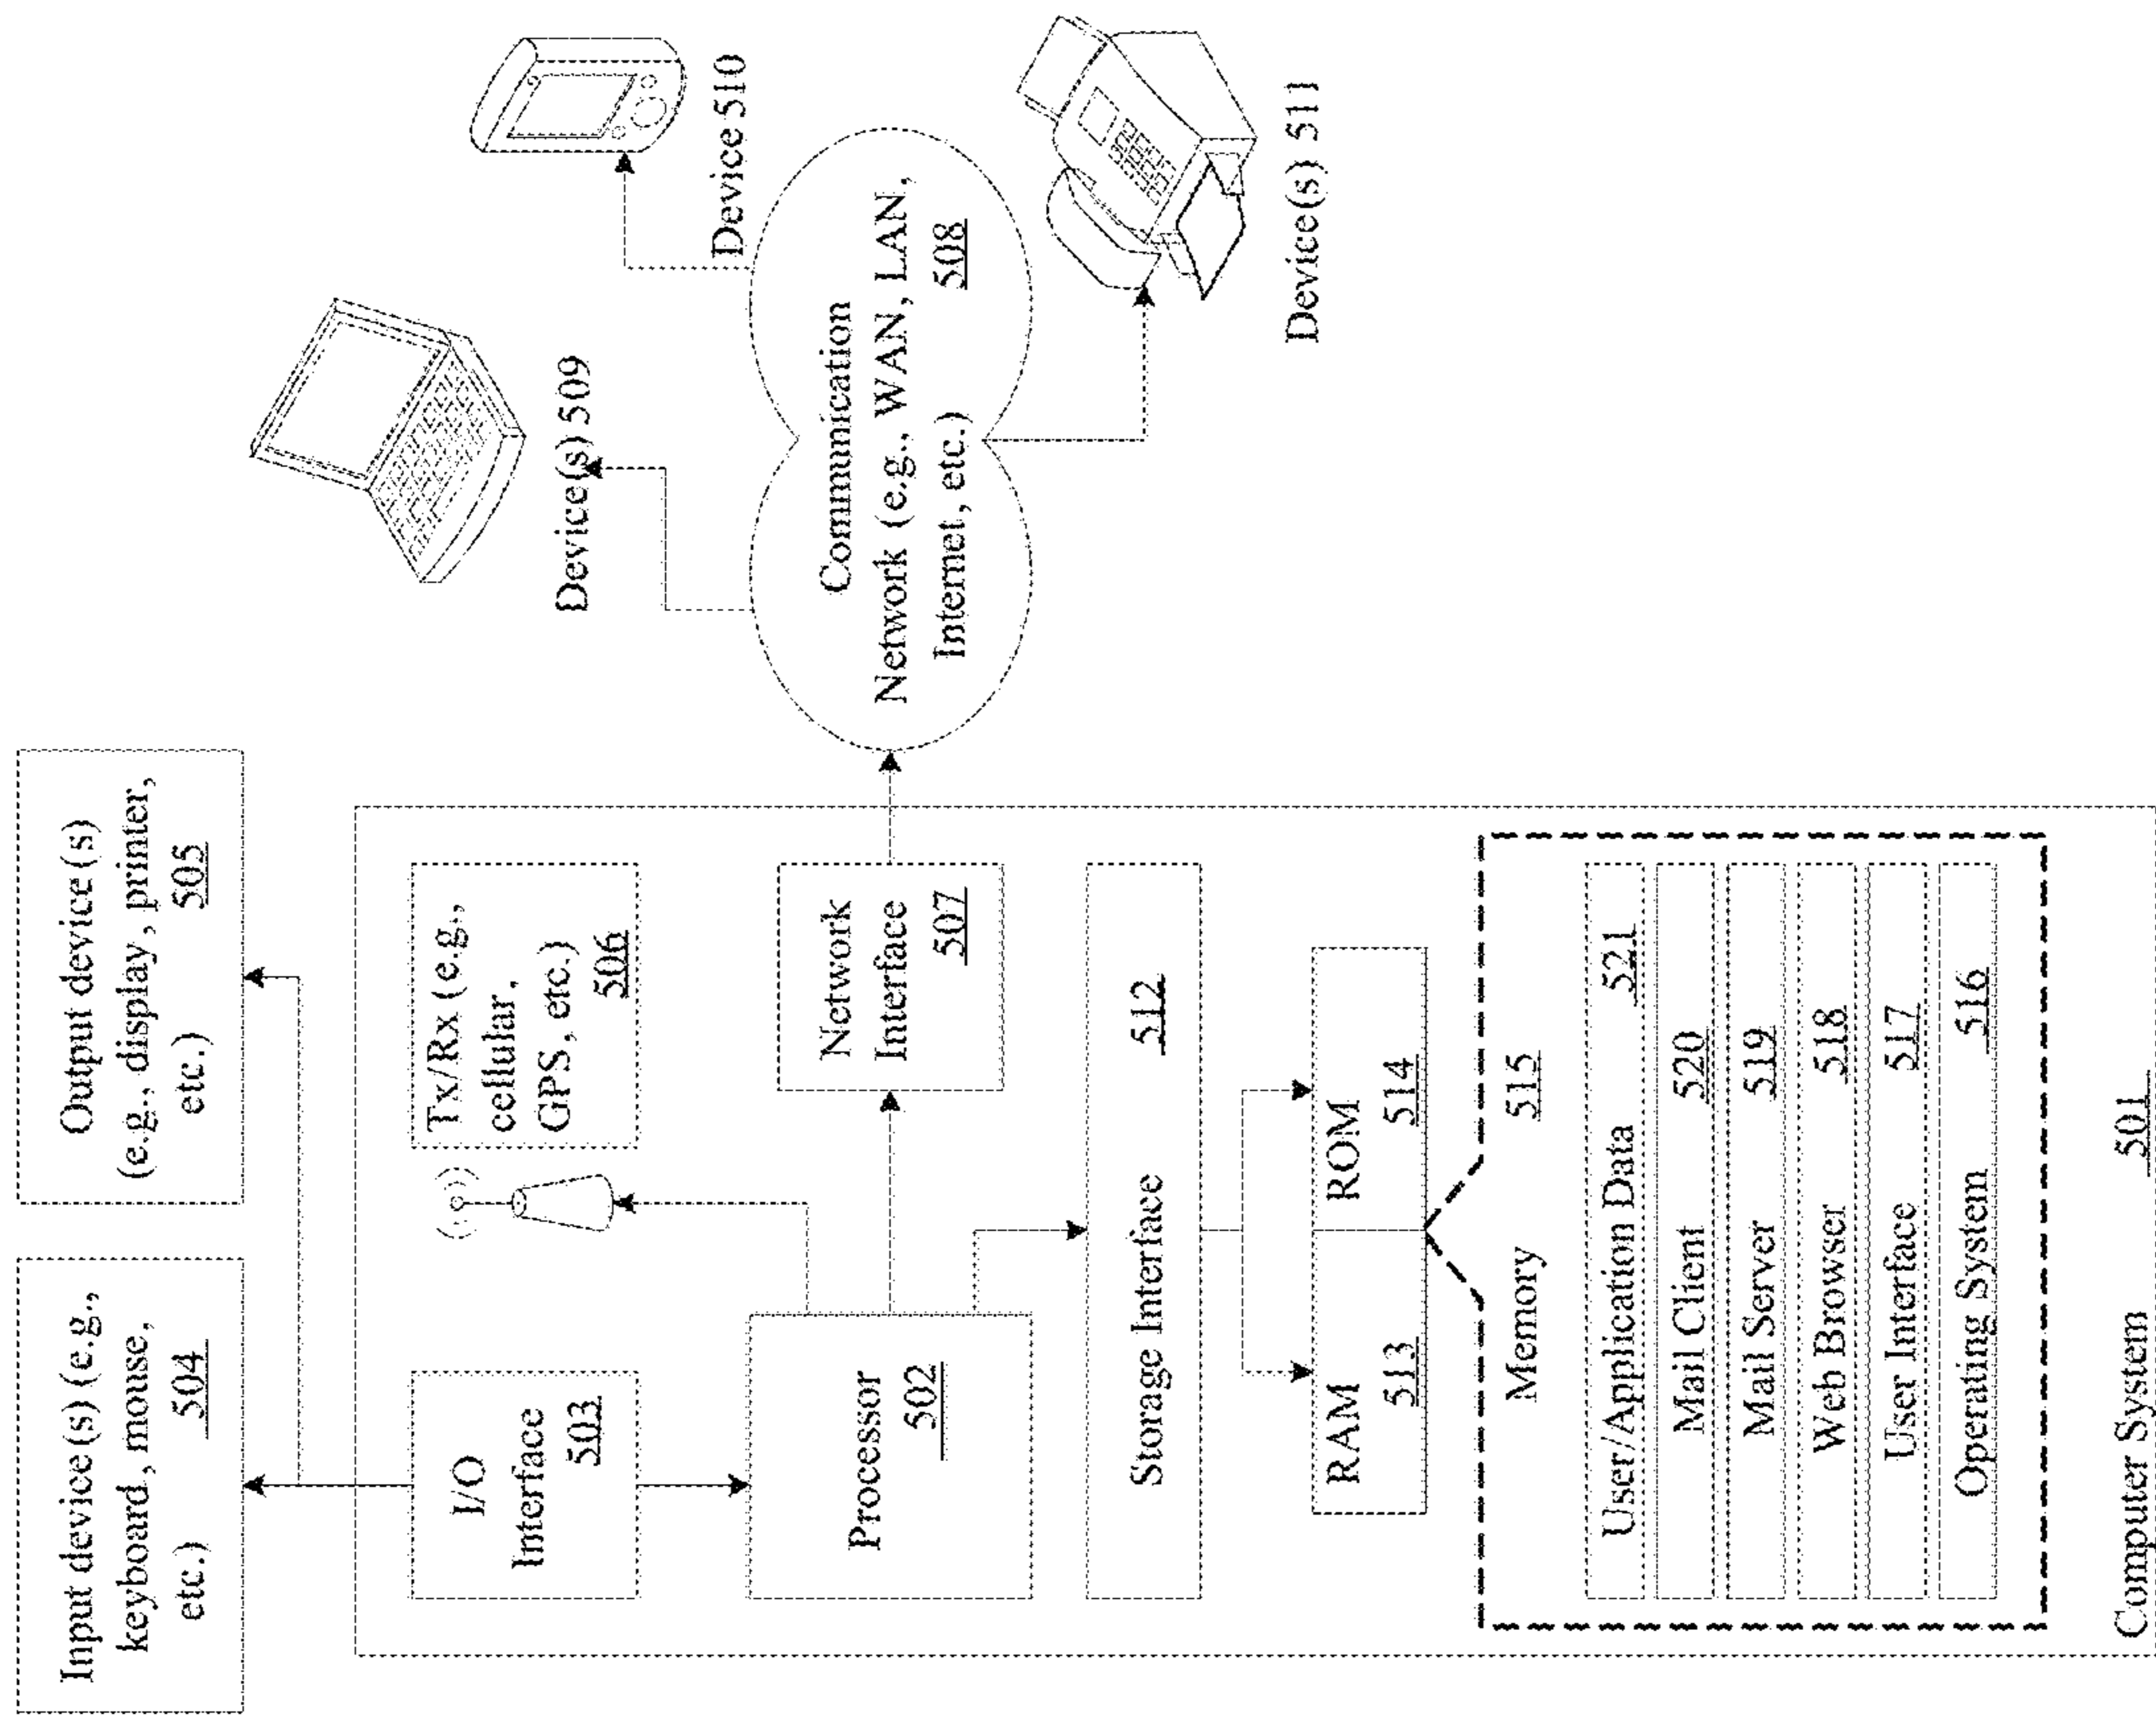 Input device(s) (e.g.,
keyboard, mouse,
etc.) 504
Output device(s)
(e.g., display, printer,
etc.) 505
I/O
Interface
503
Tx/Rx (e.g.,
cellular,
GPS, etc.)
506
Device(s) 509
Device 510
Processor
502
Network
Interface
507
Communication
Network (e.g., WAN, LAN,
Internet, etc.) 508
Device(s) 511
Storage Interface 512
RAM
513
ROM
514
Memory 515
User/Application Data 521
Mail Client 520
Mail Server 519
Web Browser 518
User Interface 517
Operating System 516
Computer System 501